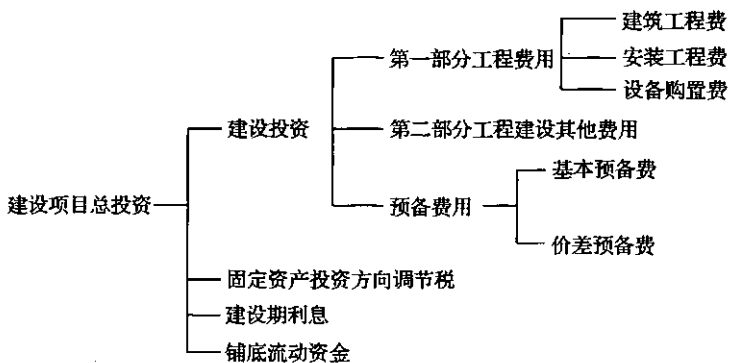 建筑工程费
第一部分工程费用
安装工程费
设备购置费
建设投资
第二部分工程建设其他费用
基本预备费
建设项目总投资
预备费用
价差预备费
固定资产投资方向调节税
建设期利息
铺底流动资金